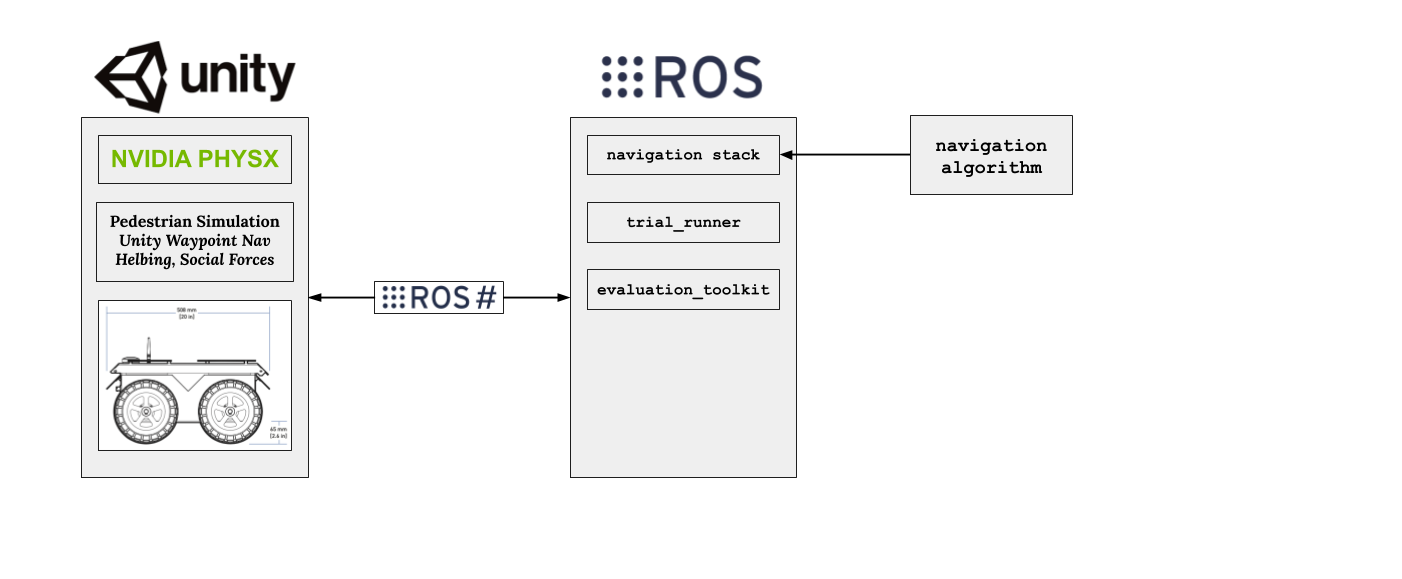 unity
NVIDIA PHYSX
Pedestrian Simulation
Unity Waypoint Nav
Helbing, Social Forces
508 mm
[20 in]
65 mm
[2.6 in]
ROS#
ROS
navigation stack
trial_runner
evaluation_toolkit
navigation
algorithm